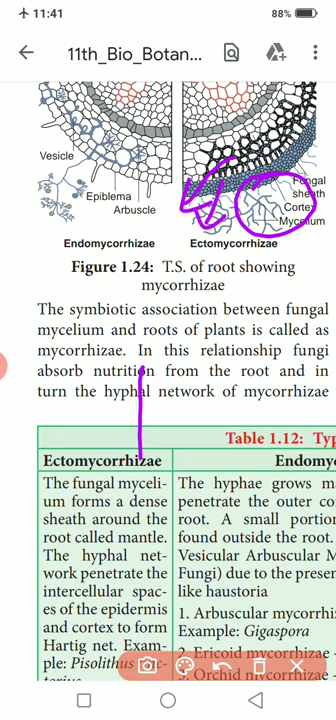 11:41
88%
11th_Bio_Botan...
Vesicle
Epiblema
Arbuscle
Fungal
sheath
Cortex
Mycelium
Endomycorrhizae
Ectomycorrhizae
Figure 1.24: T.S. of root showing
mycorrhizae
The symbiotic association between fungal
mycelium and roots of plants is called as
mycorrhizae. In this relationship fungi
absorb nutrition from the root and in
turn the hyphal network of mycorrhizae
Table 1.12: Typ
Ectomycorrhizae
The fungal myceli-
um forms a dense
sheath around the
root called mantle.
The hyphal net-
work penetrate the
intercellular spac-
es of the epidermis
and cortex to form
Hartig net. Exam-
ple: Pisolithus
Endomy
The hyphae grows m
penetrate the outer co
root. A small portio
found outside the root.
Vesicular Arbuscular M
Fungi) due to the presen
like haustoria
1. Arbuscular mycorrhi
Example: Gigaspora
2. Ericoid mycorrhizae -
3. Orchid mycorrhizae -